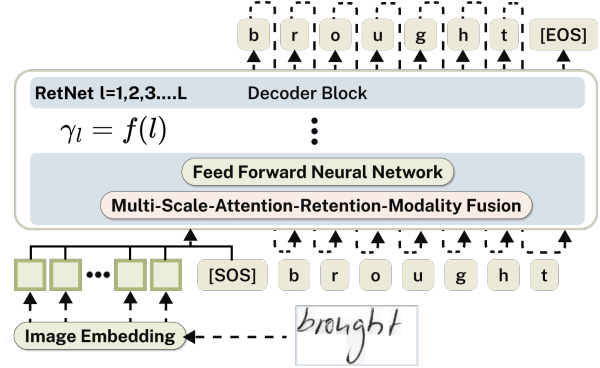 b r o u g h t [EOS]
RetNet l=1,2,3....L Decoder Block
γ_l = f(l)
Feed Forward Neural Network
Multi-Scale-Attention-Retention-Modality Fusion
[SOS] b r o u g h t
Image Embedding
brought